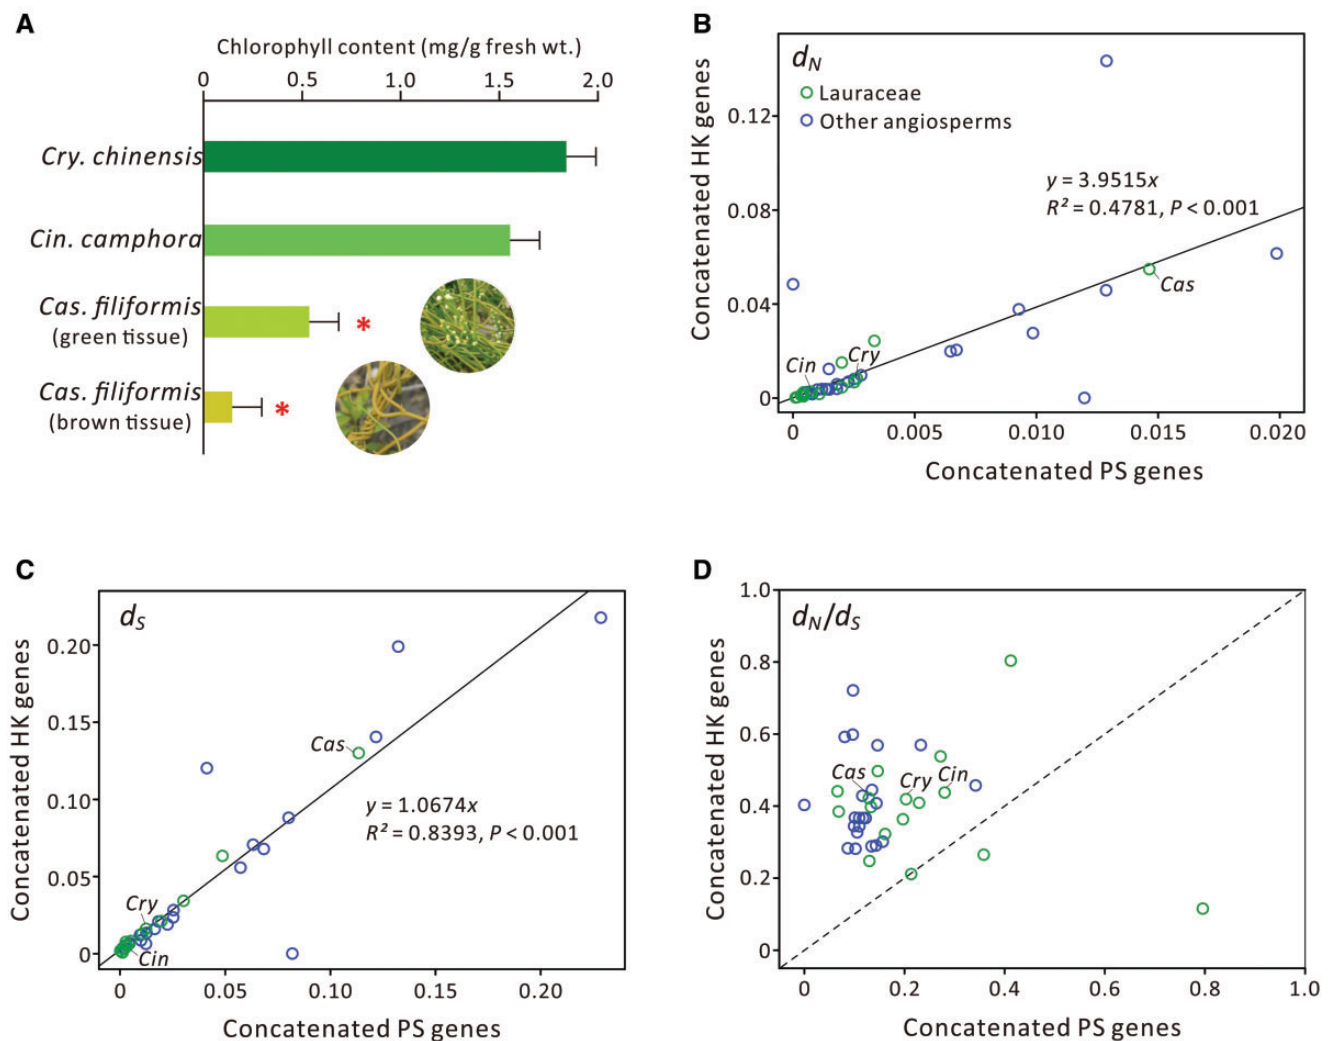 A
Chlorophyll content (mg/g fresh wt.)
0 0.5 1.0 1.5 2.0
Cry. chinensis
Cin. camphora
Cas. filiformis
(green tissue)
*
Cas. filiformis
(brown tissue)
*
B
dN
Lauraceae
Other angiosperms
y = 3.9515x
R² = 0.4781, P < 0.001
Cas
Cin
Cry
0.12
0.08
0.04
0
0 0.005 0.010 0.015 0.020
Concatenated HK genes
Concatenated PS genes
C
dS
Cas
y = 1.0674x
R² = 0.8393, P < 0.001
Cry
Cin
0.20
0.15
0.10
0.05
0
0 0.05 0.10 0.15 0.20
Concatenated HK genes
Concatenated PS genes
D
dN/dS
Cas
Cry
Cin
1.0
0.8
0.6
0.4
0.2
0
0 0.2 0.4 0.6 0.8 1.0
Concatenated HK genes
Concatenated PS genes